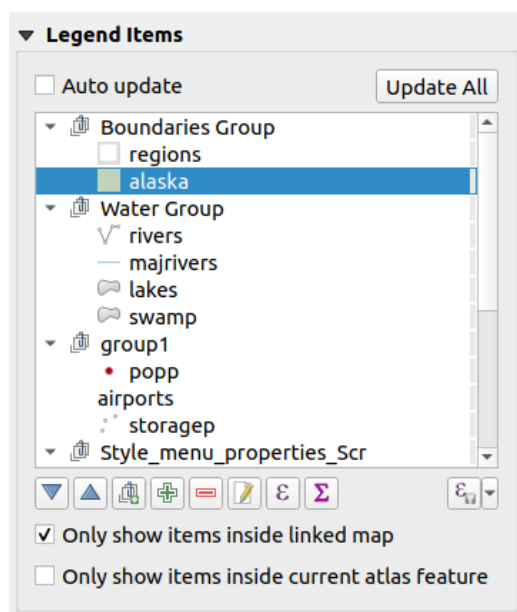 Legend Items
Auto update
Update All
Boundaries Group
regions
alaska
Water Group
rivers
majrivers
lakes
swamp
group1
popp
airports
storagep
Style_menu_properties_Scr
ε Σ ε
Only show items inside linked map
Only show items inside current atlas feature